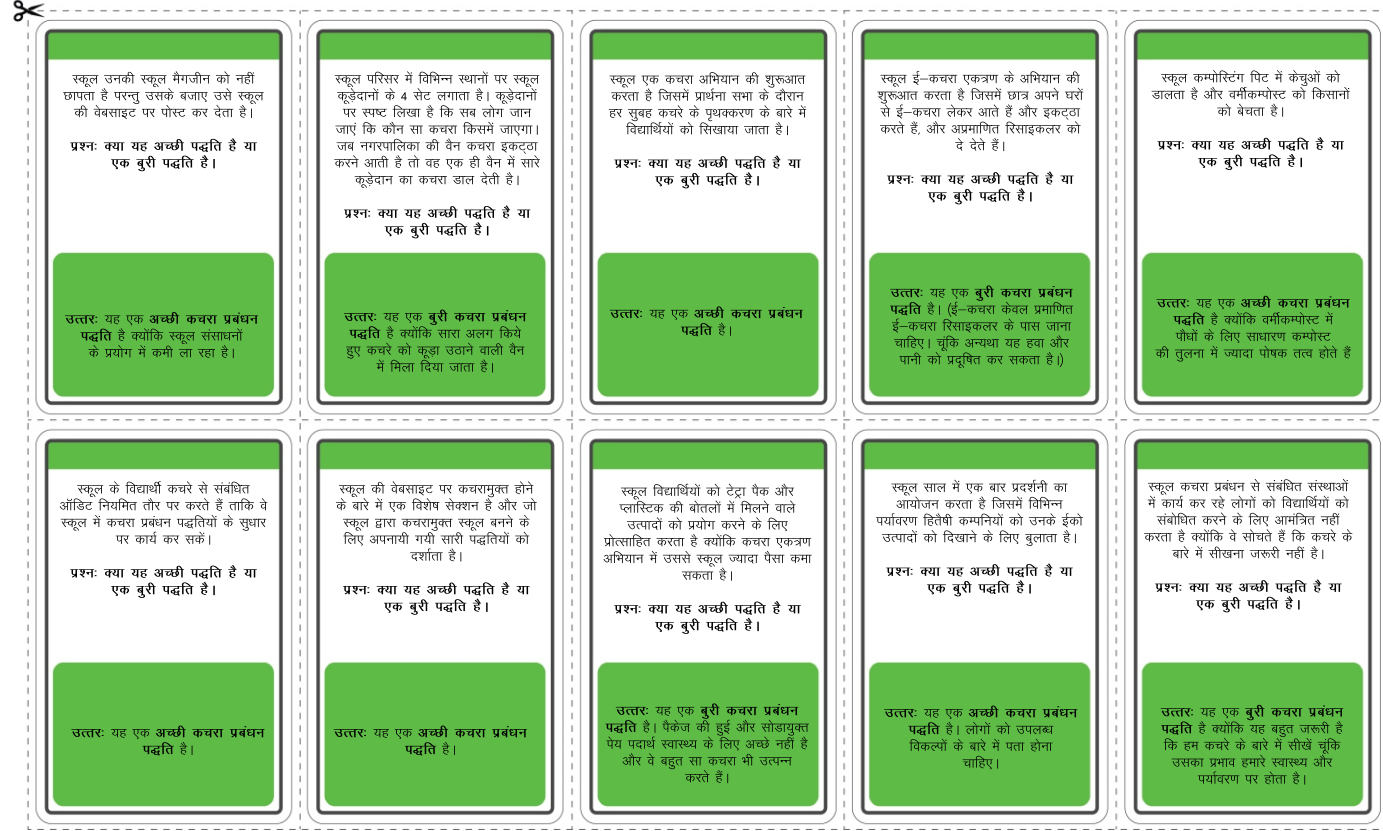 स्कूल उनकी स्कूल मैगजीन को नहीं
छापता है परन्तु उसके बजाए उसे स्कूल
की वेबसाइट पर पोस्ट कर देता है।
प्रश्नः क्या यह अच्छी पद्धति है या
एक बुरी पद्धति है।
उत्तरः यह एक अच्छी कचरा प्रबंधन
पद्धति है क्योंकि स्कूल संसाधनों
के प्रयोग में कमी ला रहा है।
स्कूल परिसर में विभिन्न स्थानों पर स्कूल
कूड़ेदानों के 4 सेट लगाता है। कूड़ेदानों
पर स्पष्ट लिखा है कि सब लोग जान
जाएं कि कौन सा कचरा किसमें जाएगा।
जब नगरपालिका की वैन कचरा इकट्ठा
करने आती है तो वह एक ही वैन में सारे
कूड़ेदान का कचरा डाल देती है।
प्रश्नः क्या यह अच्छी पद्धति है या
एक बुरी पद्धति है।
उत्तरः यह एक बुरी कचरा प्रबंधन
पद्धति है क्योंकि सारा अलग किये
हुए कचरे को कूड़ा उठाने वाली वैन
में मिला दिया जाता है।
स्कूल एक कचरा अभियान की शुरूआत
करता है जिसमें प्रार्थना सभा के दौरान
हर सुबह कचरे के पृथक्करण के बारे में
विद्यार्थियों को सिखाया जाता है।
प्रश्नः क्या यह अच्छी पद्धति है या
एक बुरी पद्धति है।
उत्तरः यह एक अच्छी कचरा प्रबंधन
पद्धति है।
स्कूल ई–कचरा एकत्रण के अभियान की
शुरूआत करता है जिसमें छात्र अपने घरों
से ई–कचरा लेकर आते हैं और इकट्ठा
करते हैं, और अप्रमाणित रिसाइकलर को
दे देते हैं।
प्रश्नः क्या यह अच्छी पद्धति है या
एक बुरी पद्धति है।
उत्तरः यह एक बुरी कचरा प्रबंधन
पद्धति है। (ई–कचरा केवल प्रमाणित
ई–कचरा रिसाइकलर के पास जाना
चाहिए। चूंकि अन्यथा यह हवा और
पानी को प्रदूषित कर सकता है।)
स्कूल कम्पोस्टिंग पिट में केचुओं को
डालता है और वर्मीकम्पोस्ट को किसानों
को बेचता है।
प्रश्नः क्या यह अच्छी पद्धति है या
एक बुरी पद्धति है।
उत्तरः यह एक अच्छी कचरा प्रबंधन
पद्धति है क्योंकि वर्मीकम्पोस्ट में
पौधों के लिए साधारण कम्पोस्ट
की तुलना में ज्यादा पोषक तत्व होते हैं
स्कूल के विद्यार्थी कचरे से संबंधित
ऑडिट नियमित तौर पर करते हैं ताकि वे
स्कूल में कचरा प्रबंधन पद्धतियों के सुधार
पर कार्य कर सकें।
प्रश्नः क्या यह अच्छी पद्धति है या
एक बुरी पद्धति है।
उत्तरः यह एक अच्छी कचरा प्रबंधन
पद्धति है।
स्कूल की वेबसाइट पर कचरामुक्त होने
के बारे में एक विशेष सेक्शन है और जो
स्कूल द्वारा कचरामुक्त स्कूल बनने के
लिए अपनायी गयी सारी पद्धतियों को
दर्शाता है।
प्रश्नः क्या यह अच्छी पद्धति है या
एक बुरी पद्धति है।
उत्तरः यह एक अच्छी कचरा प्रबंधन
पद्धति है।
स्कूल विद्यार्थियों को टेट्रा पैक और
प्लास्टिक की बोतलों में मिलने वाले
उत्पादों को प्रयोग करने के लिए
प्रोत्साहित करता है क्योंकि कचरा एकत्रण
अभियान में उससे स्कूल ज्यादा पैसा कमा
सकता है।
प्रश्नः क्या यह अच्छी पद्धति है या
एक बुरी पद्धति है।
उत्तरः यह एक बुरी कचरा प्रबंधन
पद्धति है। पैकेज की हुई और सोडायुक्त
पेय पदार्थ स्वास्थ्य के लिए अच्छे नहीं है
और वे बहुत सा कचरा भी उत्पन्न
करते हैं।
स्कूल साल में एक बार प्रदर्शनी का
आयोजन करता है जिसमें विभिन्न
पर्यावरण हितैषी कम्पनियों को उनके ईको
उत्पादों को दिखाने के लिए बुलाता है।
प्रश्नः क्या यह अच्छी पद्धति है या
एक बुरी पद्धति है।
उत्तरः यह एक अच्छी कचरा प्रबंधन
पद्धति है। लोगों को उपलब्ध
विकल्पों के बारे में पता होना
चाहिए।
स्कूल कचरा प्रबंधन से संबंधित संस्थाओं
में कार्य कर रहे लोगों को विद्यार्थियों को
संबोधित करने के लिए आमंत्रित नहीं
करता है क्योंकि वे सोचते हैं कि कचरे के
बारे में सीखना जरूरी नहीं है।
प्रश्नः क्या यह अच्छी पद्धति है या
एक बुरी पद्धति है।
उत्तरः यह एक बुरी कचरा प्रबंधन
पद्धति है क्योंकि यह बहुत जरूरी है
कि हम कचरे के बारे में सीखें चूंकि
उसका प्रभाव हमारे स्वास्थ्य और
पर्यावरण पर होता है।